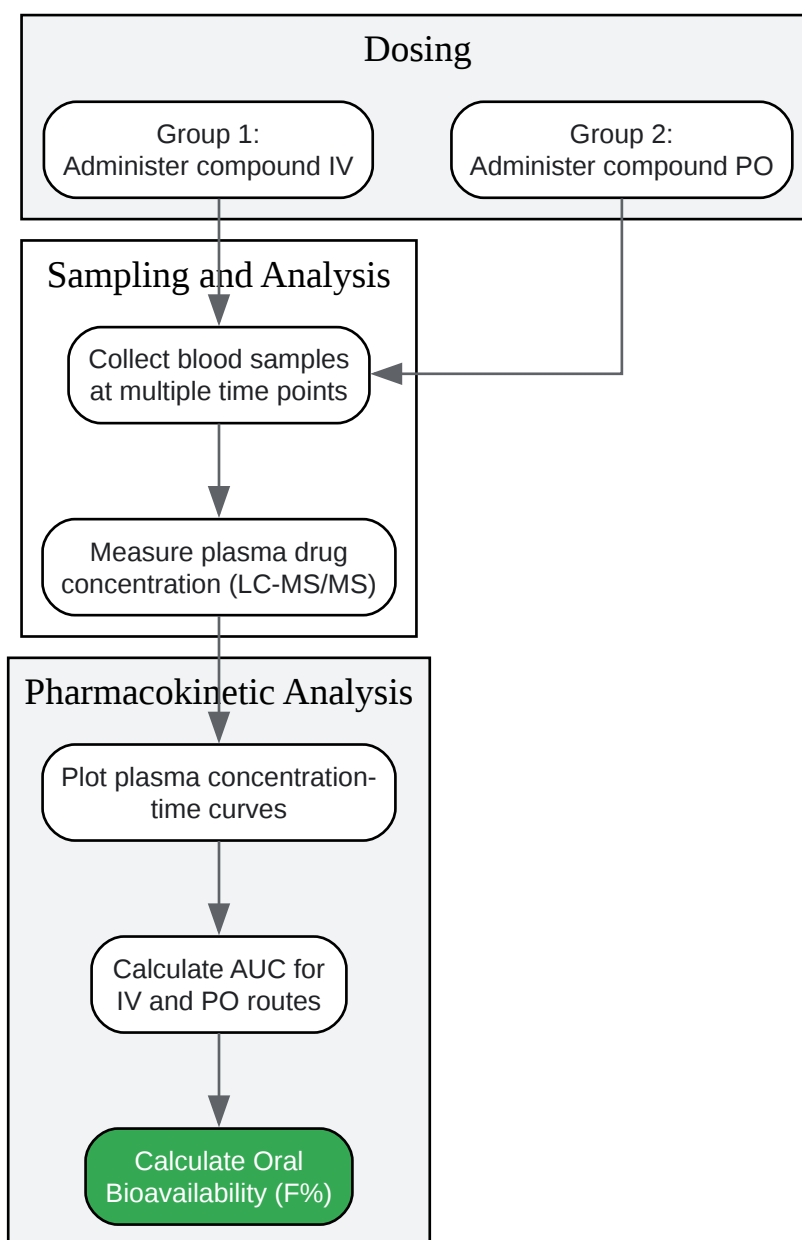 Dosing
Group 1:
Administer compound IV
Group 2:
Administer compound PO
Sampling and Analysis
Collect blood samples
at multiple time points
Measure plasma drug
concentration (LC-MS/MS)
Pharmacokinetic Analysis
Plot plasma concentration-
time curves
Calculate AUC for
IV and PO routes
Calculate Oral
Bioavailability (F%)